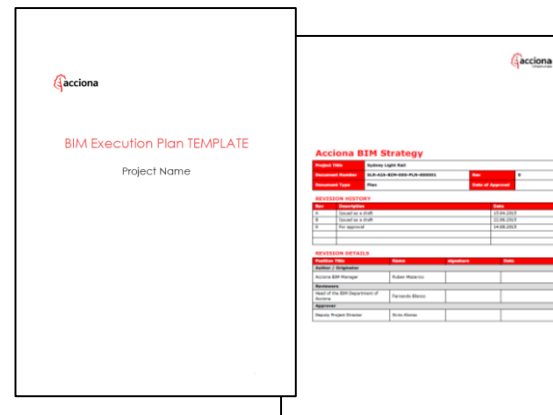 acciona
BIM Execution Plan TEMPLATE
Project Name
acciona
Acciona BIM Strategy
Project Title Sydney Light Rail
Document Number Rev 0
Document Type Plan Date of Approval
REVISION HISTORY
Rev Description Date
A Issued as a draft 15.04.2015
B Issued as a draft 22.06.2015
0 For approval 14.08.2015
REVISION DETAILS
Position Title Name signature Date
Author / Originator
Acciona BIM Manager
Reviewers
Head of the BIM Department of Acciona Fernando Blanco
Approver
Deputy Project Director